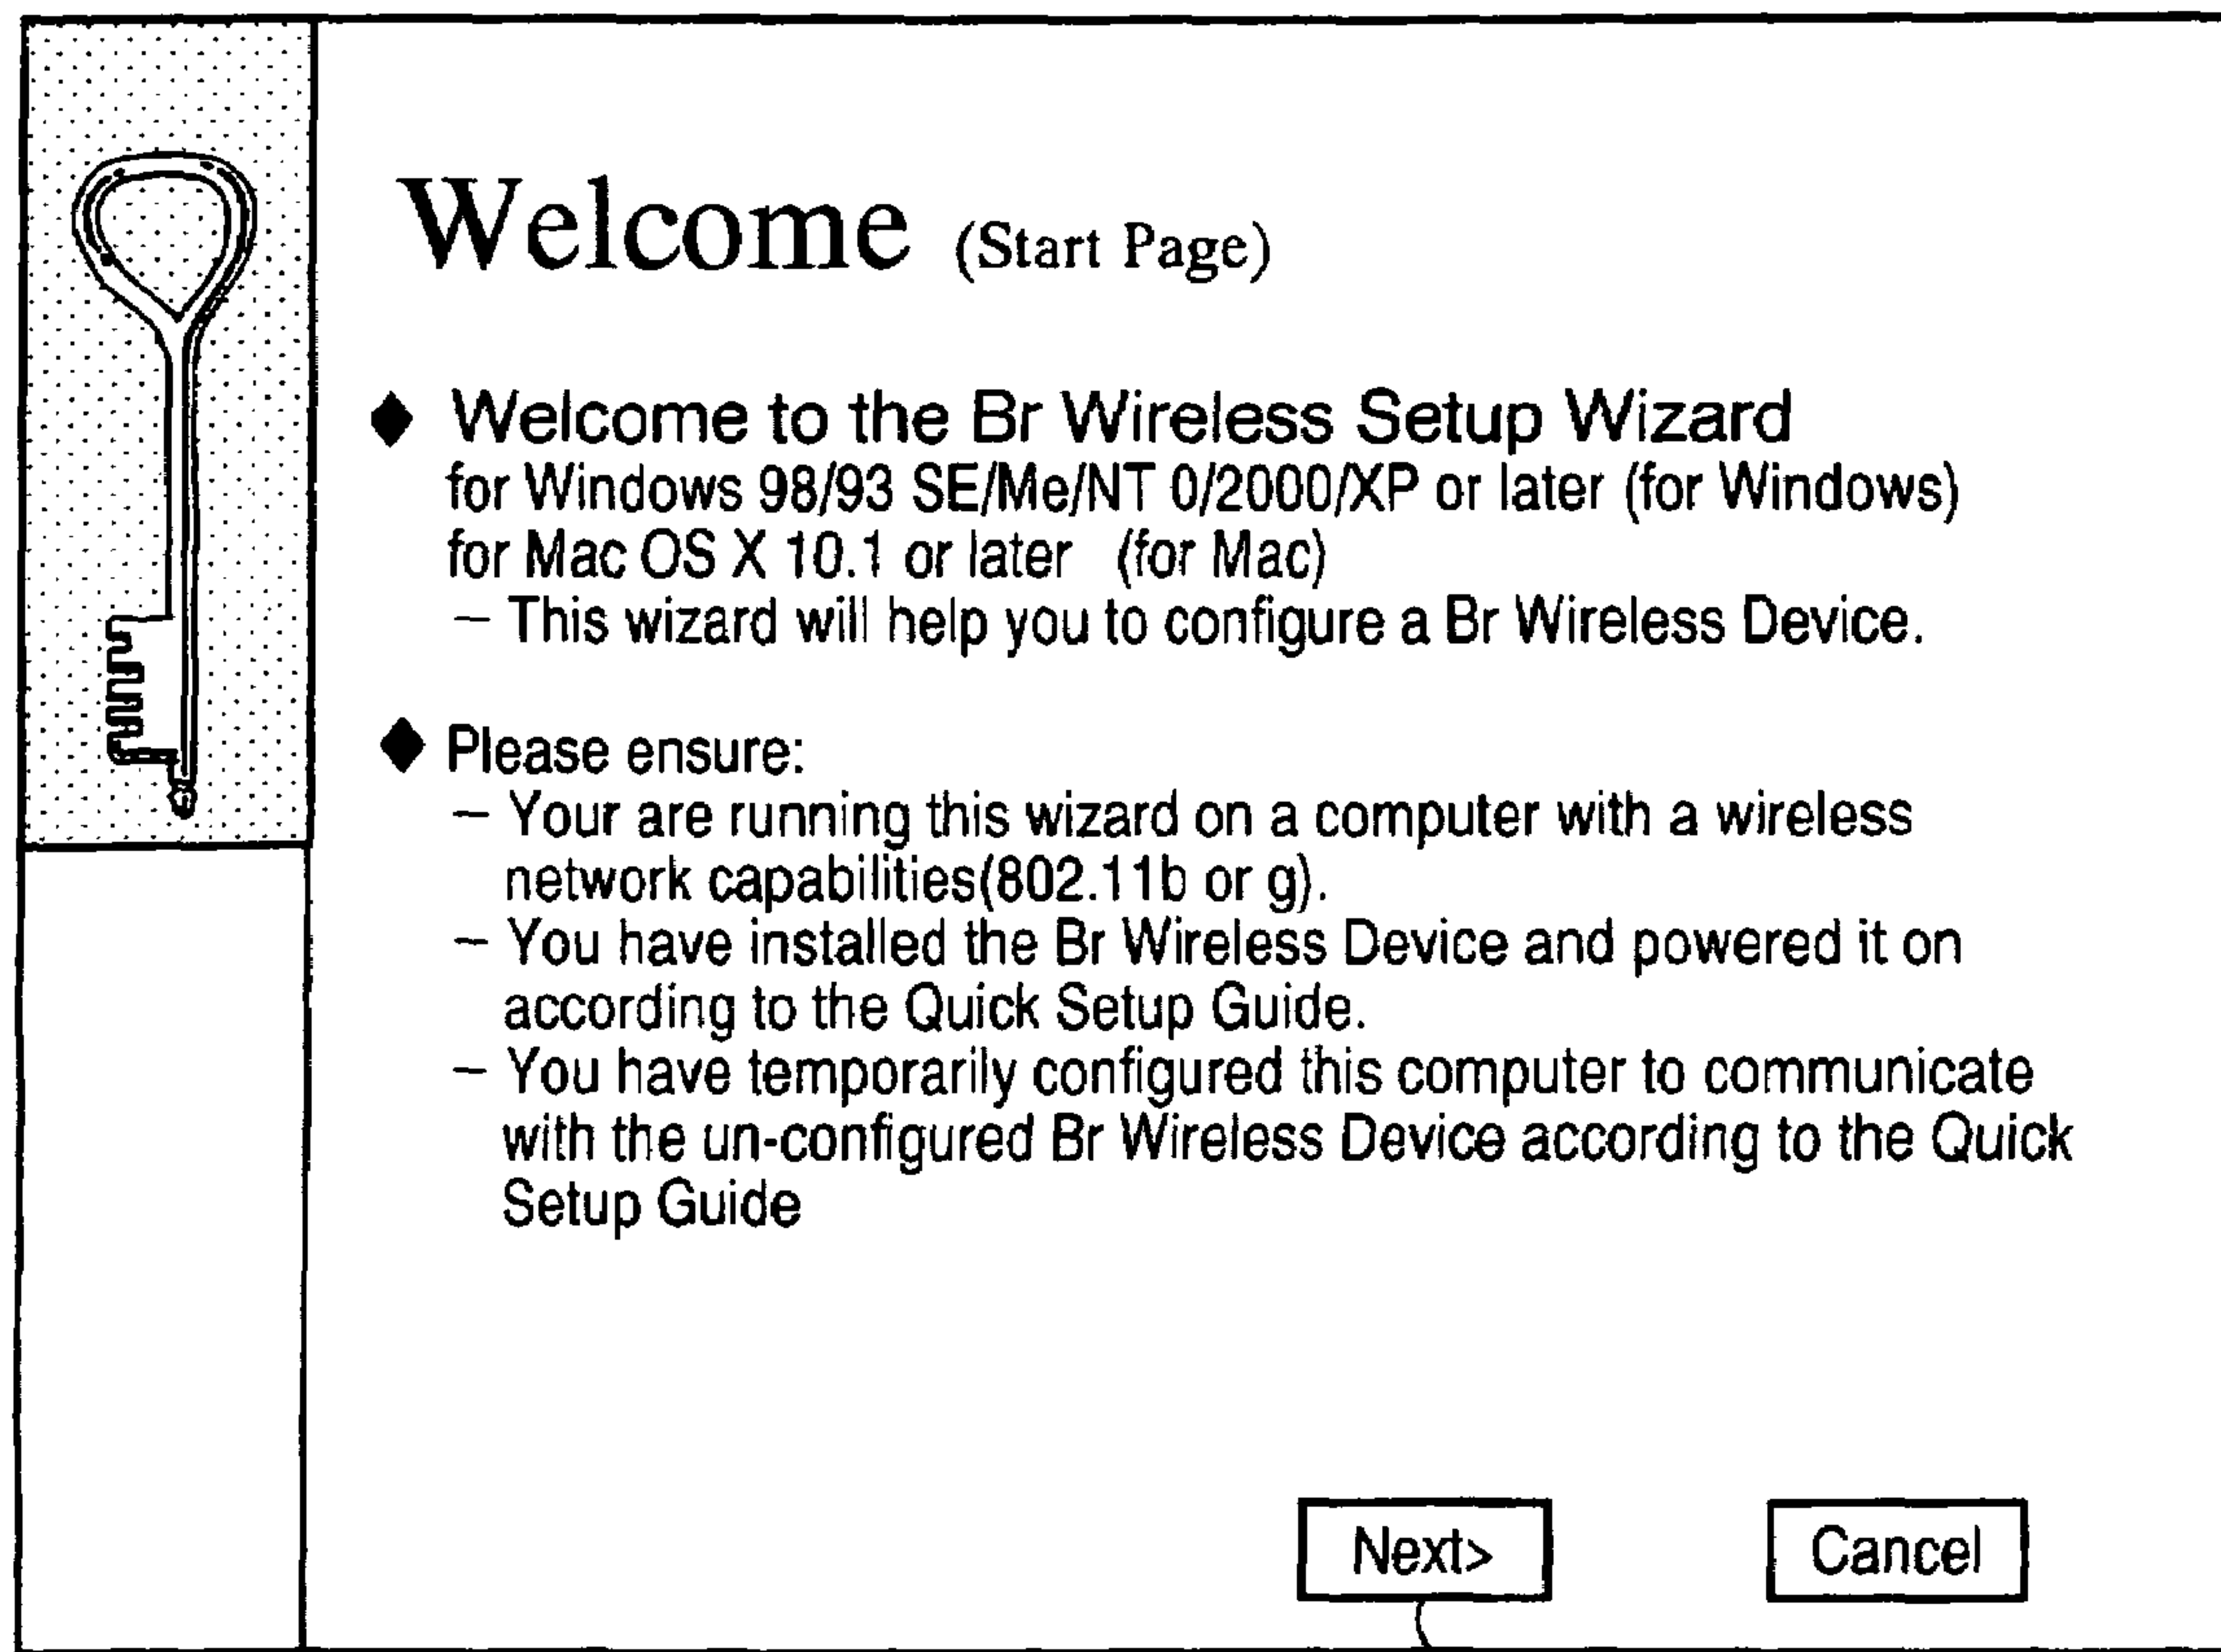 Welcome (Start Page)
◆ Welcome to the Br Wireless Setup Wizard
for Windows 98/93 SE/Me/NT 0/2000/XP or later (for Windows)
for Mac OS X 10.1 or later (for Mac)
— This wizard will help you to configure a Br Wireless Device.
◆ Please ensure:
— Your are running this wizard on a computer with a wireless
network capabilities(802.11b or g).
— You have installed the Br Wireless Device and powered it on
according to the Quick Setup Guide.
— You have temporarily configured this computer to communicate
with the un-configured Br Wireless Device according to the Quick
Setup Guide
Next> Cancel